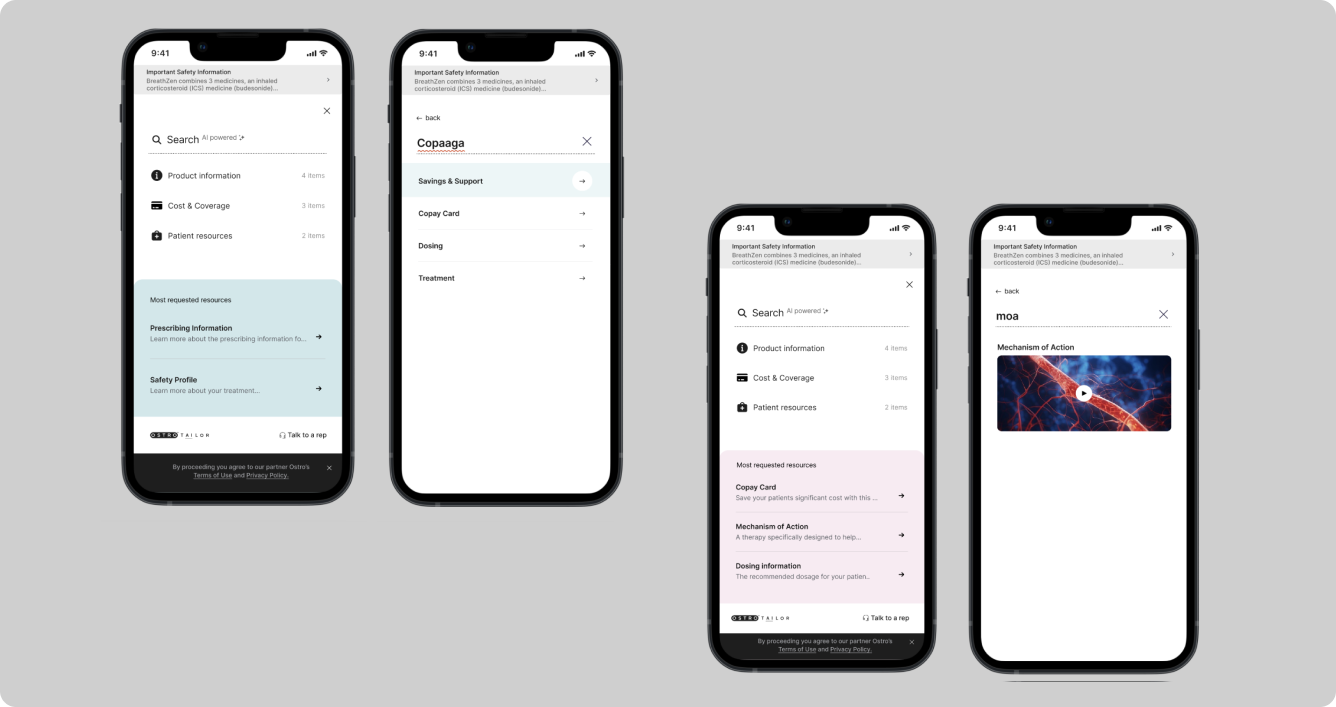 9:41
Important Safety Information
BreathZen combines 3 medicines, an inhaled
corticosteroid (ICS) medicine (budesonide)...
Search AI powered
Product information 4 items
Cost & Coverage 3 items
Patient resources 2 items
Most requested resources
Prescribing Information
Learn more about the prescribing information fo...
Safety Profile
Learn more about your treatment...
OSTRO TAILOR Talk to a rep
By proceeding you agree to our partner Ostro's
Terms of Use and Privacy Policy.
9:41
Important Safety Information
BreathZen combines 3 medicines, an inhaled
corticosteroid (ICS) medicine (budesonide)...
← back
Copaaga
Savings & Support
Copay Card
Dosing
Treatment
9:41
Important Safety Information
BreathZen combines 3 medicines, an inhaled
corticosteroid (ICS) medicine (budesonide)...
Search AI powered
Product information 4 items
Cost & Coverage 3 items
Patient resources 2 items
Most requested resources
Copay Card
Save your patients significant cost with this ...
Mechanism of Action
A therapy specifically designed to help...
Dosing information
The recommended dosage for your patien..
OSTRO TAILOR Talk to a rep
By proceeding you agree to our partner Ostro's
Terms of Use and Privacy Policy.
9:41
Important Safety Information
BreathZen combines 3 medicines, an inhaled
corticosteroid (ICS) medicine (budesonide)...
← back
moa
Mechanism of Action